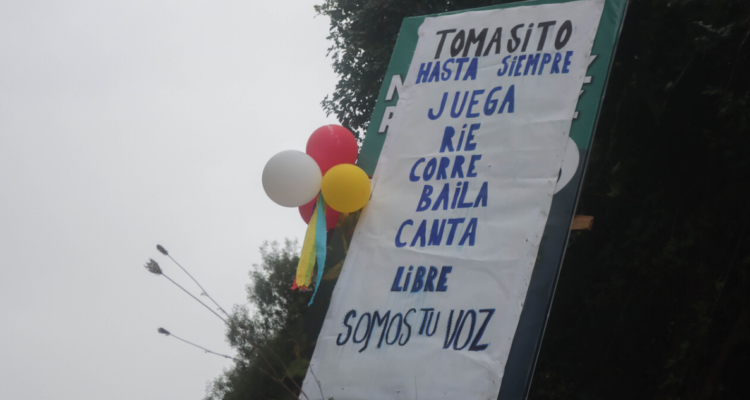 TOMASITO
HASTA SIEMPRE
JUEGA
RIE
CORRE
BAILA
CANTA
LIBRE
SOMOS TU VOZ